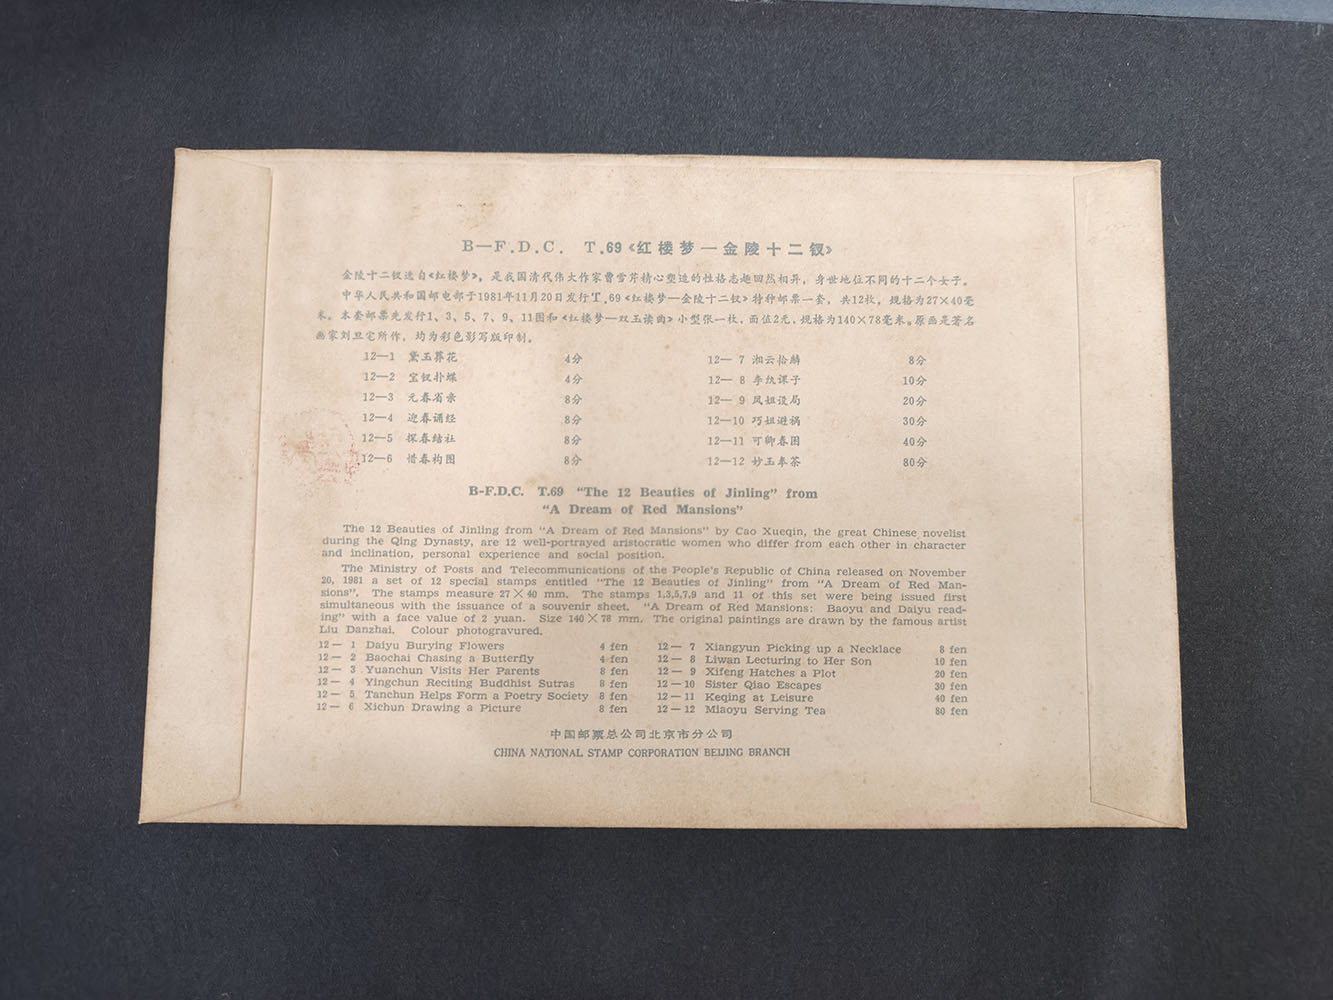 B—F.D.C. T.69《红楼梦—金陵十二钗》
金陵十二钗选自《红楼梦》，是我国清代伟大作家曹雪芹精心塑造的性格志趣回然相异，身世地位不同的十二个女子。
中华人民共和国邮电部于1981年11月20日发行T.69《红楼梦—金陵十二钗》特种邮票一套，共12枚，规格为27×40毫
米。本套邮票先发行1、3、5、7、9、11图和《红楼梦—双玉读曲》小型张一枚，面值2元，规格为140×78毫米。原画是著名
画家刘旦宅所作，均为彩色影写版印制。
12—1 黛玉葬花 4分 12— 7 湘云拾麟 8分
12—2 宝钗扑蝶 4分 12— 8 李纨课子 10分
12—3 元春省亲 8分 12— 9 凤姐设局 20分
12—4 迎春诵经 8分 12—10 巧姐避祸 30分
12—5 探春结社 8分 12—11 可卿春困 40分
12—6 惜春构图 8分 12—12 妙玉奉茶 80分
B-F.D.C. T.69 "The 12 Beauties of Jinling" from
"A Dream of Red Mansions"
The 12 Beauties of Jinling from "A Dream of Red Mansions" by Cao Xueqin, the great Chinese novelist
during the Qing Dynasty, are 12 well-portrayed aristocratic women who differ from each other in character
and inclination, personal experience and social position.
The Ministry of Posts and Telecommunications of the People's Republic of China released on November
20, 1981 a set of 12 special stamps entitled "The 12 Beauties of Jinling" from "A Dream of Red Man-
sions". The stamps measure 27×40 mm. The stamps 1,3,5,7,9 and 11 of this set were being issued first
simultaneous with the issuance of a souvenir sheet, "A Dream of Red Mansions: Baoyu and Daiyu read-
ing" with a face value of 2 yuan. Size 140×78 mm. The original paintings are drawn by the famous artist
Liu Danzhai. Colour photogravured.
12— 1 Daiyu Burying Flowers 4 fen 12— 7 Xiangyun Picking up a Necklace 8 fen
12— 2 Baochai Chasing a Butterfly 4 fen 12— 8 Liwan Lecturing to Her Son 10 fen
12— 3 Yuanchun Visits Her Parents 8 fen 12— 9 Xifeng Hatches a Plot 20 fen
12— 4 Yingchun Reciting Buddhist Sutras 8 fen 12—10 Sister Qiao Escapes 30 fen
12— 5 Tanchun Helps Form a Poetry Society 8 fen 12—11 Keqing at Leisure 40 fen
12— 6 Xichun Drawing a Picture 8 fen 12—12 Miaoyu Serving Tea 80 fen
中国邮票总公司北京市分公司
CHINA NATIONAL STAMP CORPORATION BEIJING BRANCH